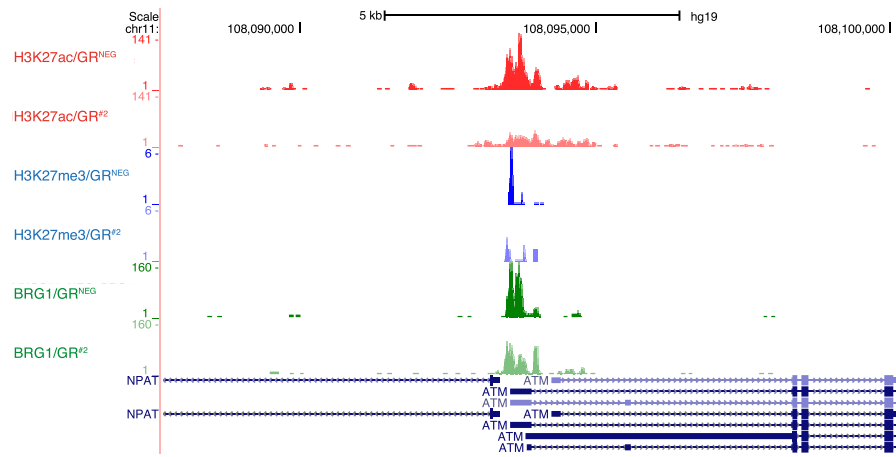 Scale 5 kb hg19
chr11: 108,090,000 108,095,000 108,100,000
141 -
H3K27ac/GR^NEG
1 _
141 -
H3K27ac/GR^#2
1 _
6 -
H3K27me3/GR^NEG
1 _
6 -
H3K27me3/GR^#2
1 _
160 -
BRG1/GR^NEG
1 _
160 -
BRG1/GR^#2
1 _
NPAT ATM
ATM
ATM
NPAT ATM
ATM
ATM
ATM